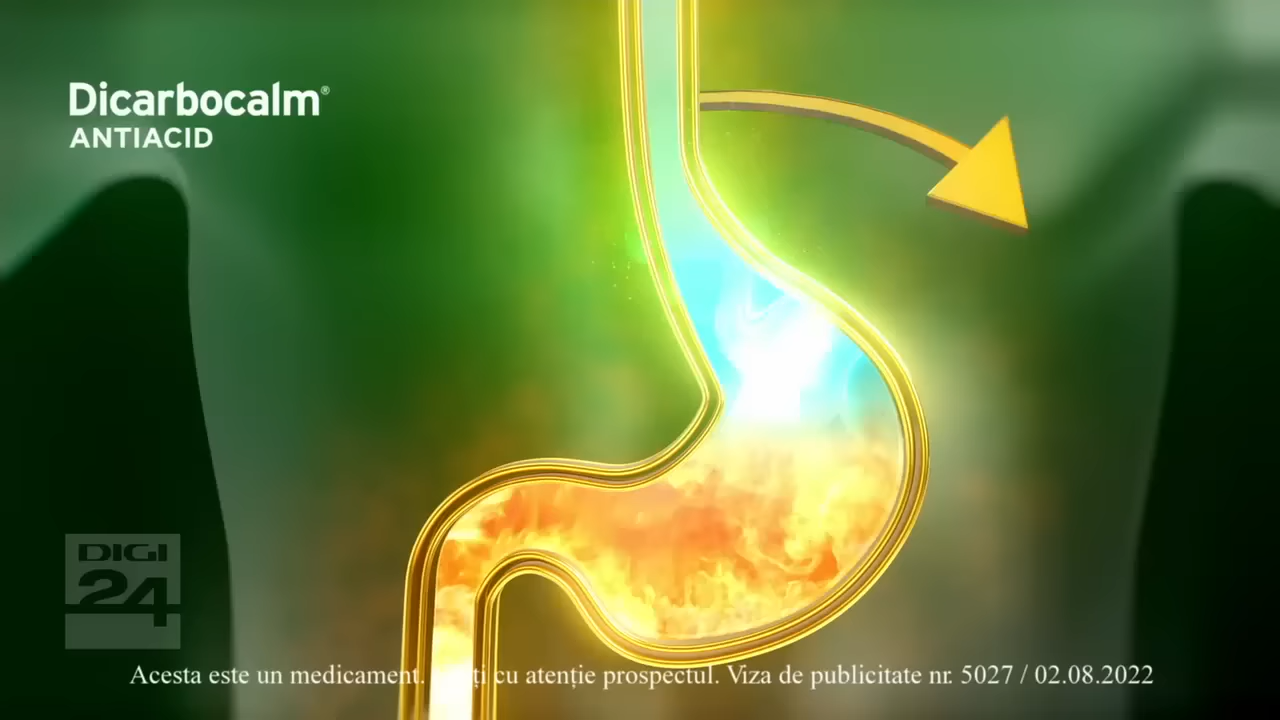 Dicarbocalm®
ANTIACID
DIGI
24
Acesta este un medicament. ți cu atenție prospectul. Viza de publicitate nr. 5027 / 02.08.2022